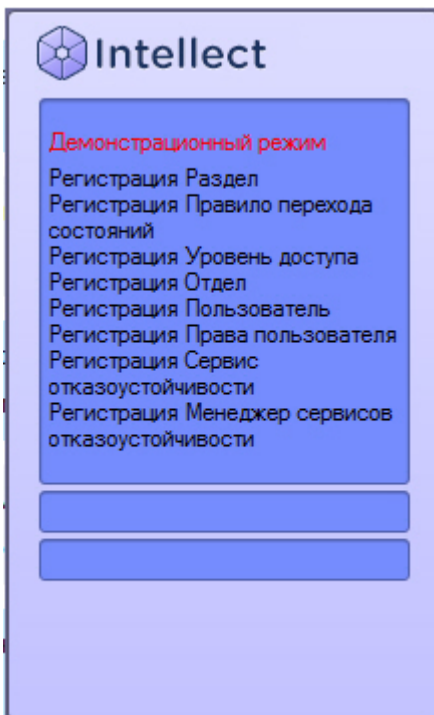 Intellect
Демонстрационный режим
Регистрация Раздел
Регистрация Правило перехода
состояний
Регистрация Уровень доступа
Регистрация Отдел
Регистрация Пользователь
Регистрация Права пользователя
Регистрация Сервис
отказоустойчивости
Регистрация Менеджер сервисов
отказоустойчивости